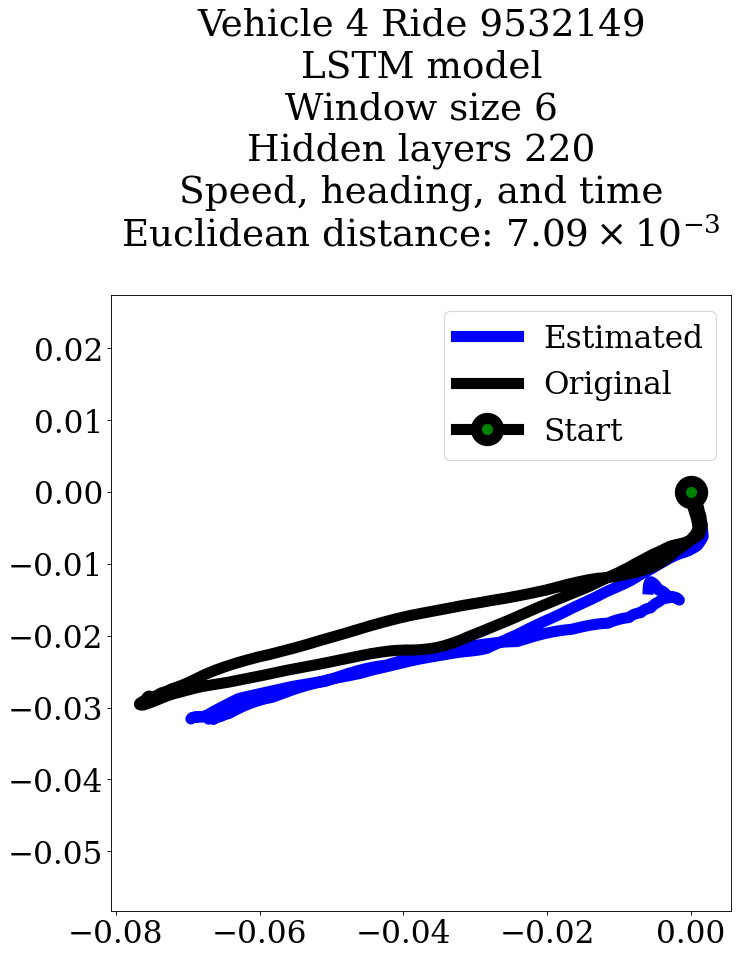 Vehicle 4 Ride 9532149
LSTM model
Window size 6
Hidden layers 220
Speed, heading, and time
Euclidean distance: 7.09 × 10⁻³
Estimated
Original
Start
0.02
0.01
0.00
−0.01
−0.02
−0.03
−0.04
−0.05
−0.08 −0.06 −0.04 −0.02 0.00